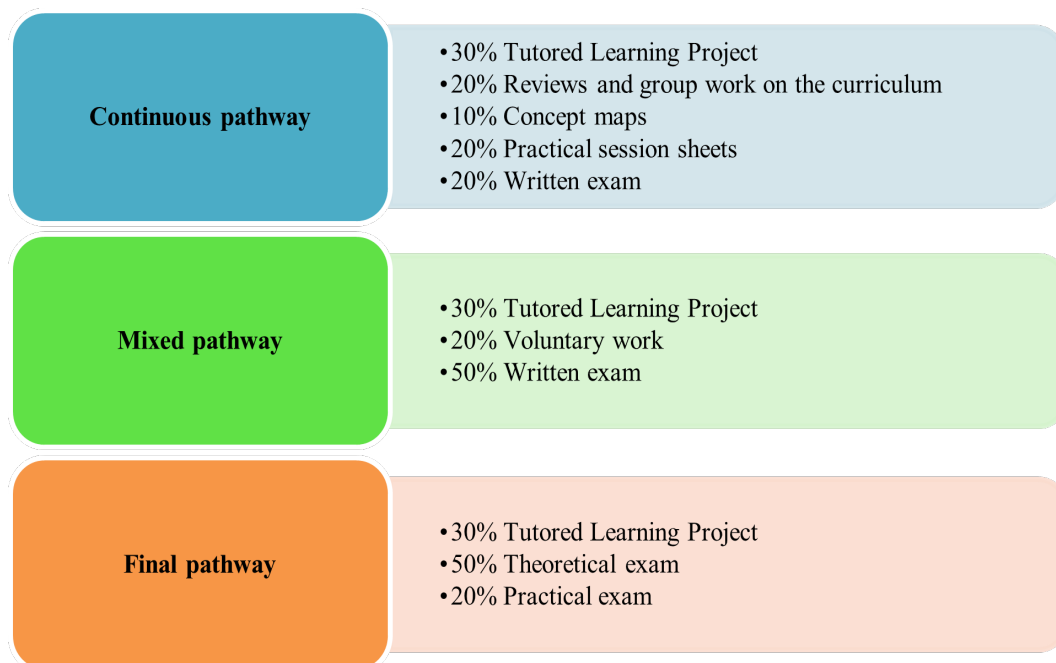 Continuous pathway
•30% Tutored Learning Project
•20% Reviews and group work on the curriculum
•10% Concept maps
•20% Practical session sheets
•20% Written exam
Mixed pathway
•30% Tutored Learning Project
•20% Voluntary work
•50% Written exam
Final pathway
•30% Tutored Learning Project
•50% Theoretical exam
•20% Practical exam